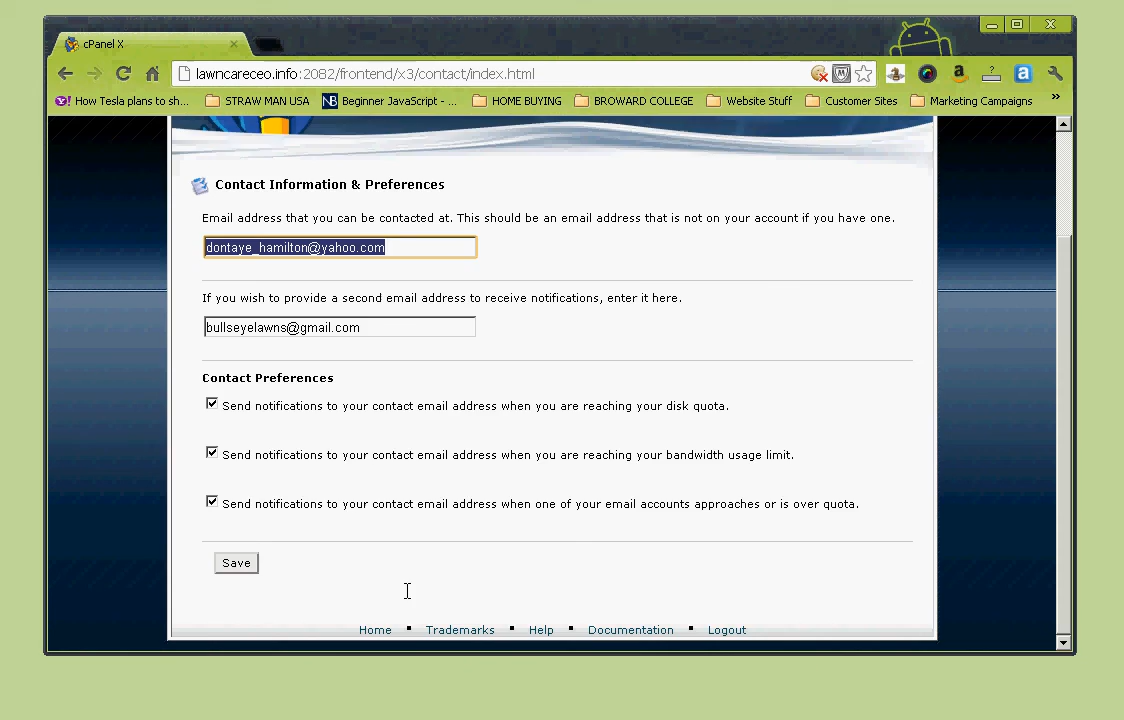 cPanel X
lawncareceo.info:2082/frontend/x3/contact/index.html
How Tesla plans to sh... STRAW MAN USA Beginner JavaScript - ... HOME BUYING BROWARD COLLEGE Website Stuff Customer Sites Marketing Campaigns »
Contact Information & Preferences
Email address that you can be contacted at. This should be an email address that is not on your account if you have one.
dontaye_hamilton@yahoo.com
If you wish to provide a second email address to receive notifications, enter it here.
bullseyelawns@gmail.com
Contact Preferences
Send notifications to your contact email address when you are reaching your disk quota.
Send notifications to your contact email address when you are reaching your bandwidth usage limit.
Send notifications to your contact email address when one of your email accounts approaches or is over quota.
Save
Home ▪ Trademarks ▪ Help ▪ Documentation ▪ Logout